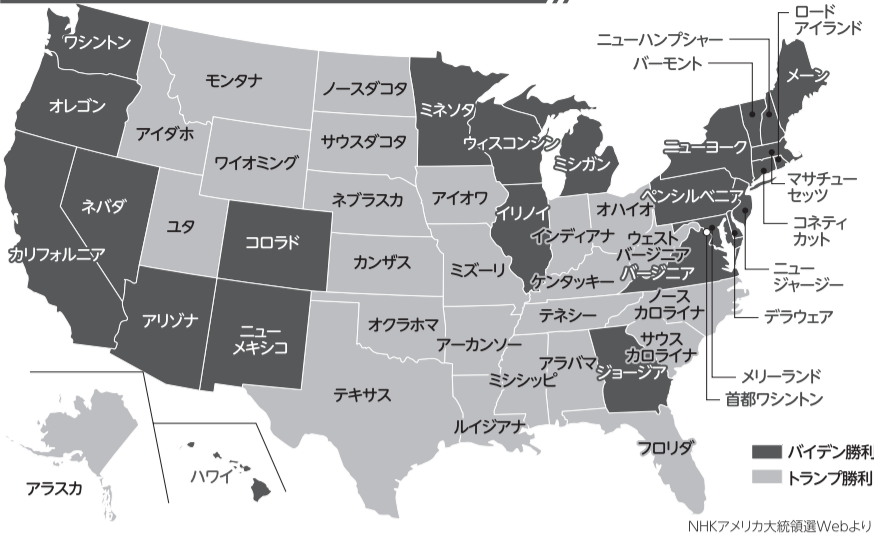 ロード
アイランド
ニューハンプシャー
バーモント
メーン
ワシントン
モンタナ
ノースダコタ
ミネソタ
オレゴン
アイダホ
サウスダコタ
ウィスコンシン
ミシガン
ニューヨーク
ワイオミング
マサチュー
セッツ
ネブラスカ
アイオワ
ペンシルベニア
ネバダ
イリノイ
オハイオ
コネティ
カット
ユタ
コロラド
インディアナ
ウェスト
バージニア
カリフォルニア
カンザス
ミズーリ
ケンタッキー
バージニア
ニュー
ジャージー
アリゾナ
ニュー
メキシコ
オクラホマ
テネシー
ノース
カロライナ
デラウェア
アーカンソー
サウス
カロライナ
テキサス
ミシシッピ
アラバマ
ジョージア
メリーランド
首都ワシントン
ルイジアナ
フロリダ
アラスカ
ハワイ
バイデン勝利
トランプ勝利
NHKアメリカ大統領選Webより